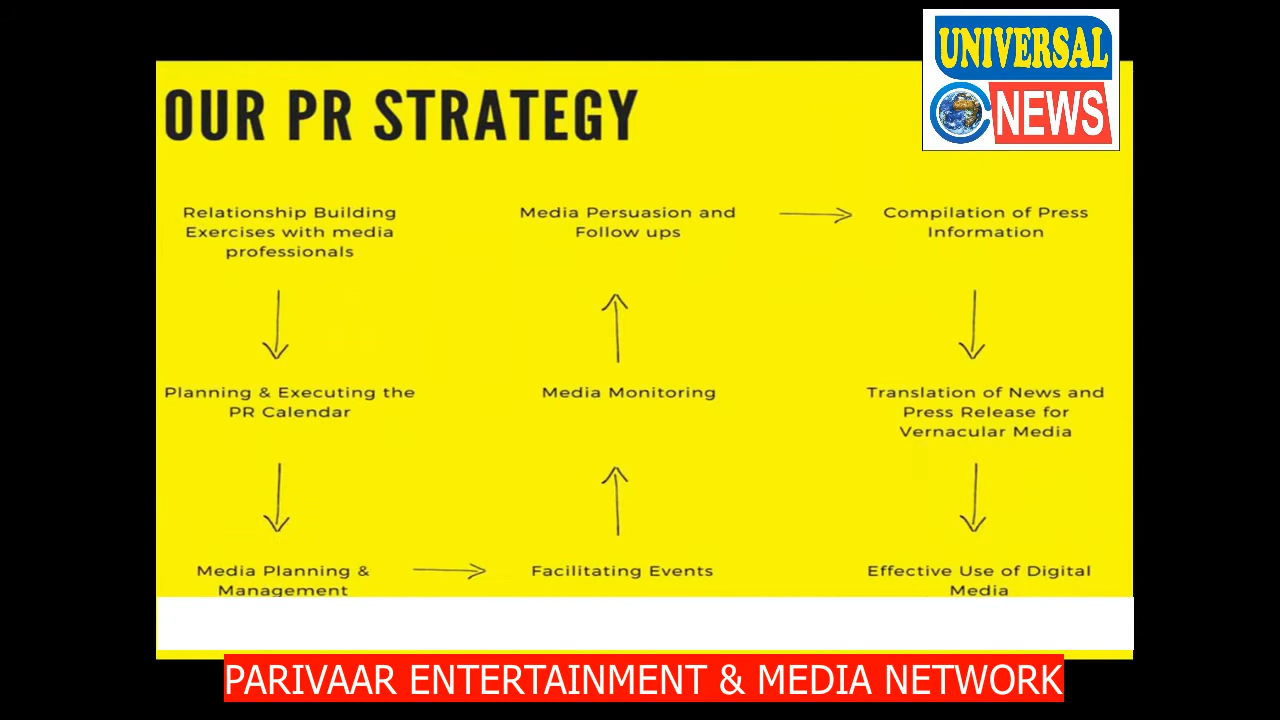 UNIVERSAL
NEWS
OUR PR STRATEGY
Relationship Building
Exercises with media
professionals
Planning & Executing the
PR Calendar
Media Planning &
Management
Facilitating Events
Media Monitoring
Media Persuasion and
Follow ups
Compilation of Press
Information
Translation of News and
Press Release for
Vernacular Media
Effective Use of Digital
Media
PARIVAAR ENTERTAINMENT & MEDIA NETWORK